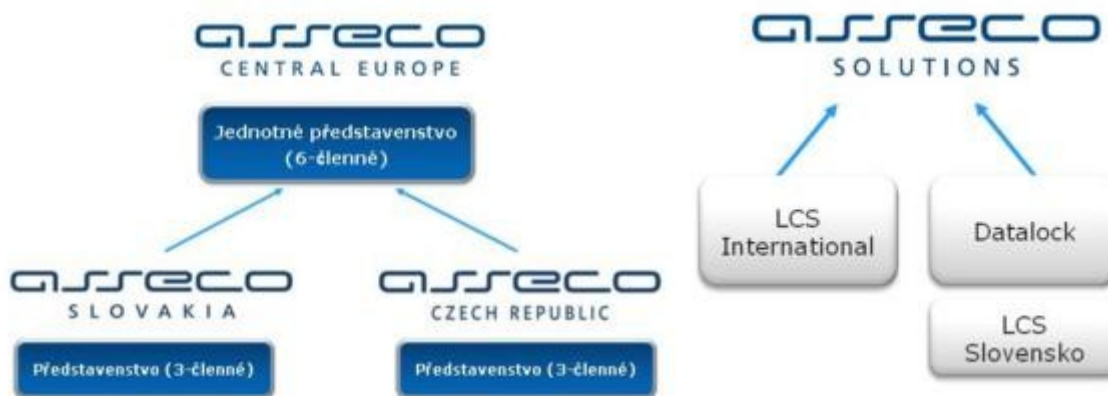 asseco
CENTRAL EUROPE
Jednotné představenstvo
(6-členné)
asseco
SLOVAKIA
Představenstvo (3-členné)
asseco
CZECH REPUBLIC
Představenstvo (3-členné)
asseco
SOLUTIONS
LCS
International
Datalock
LCS
Slovensko